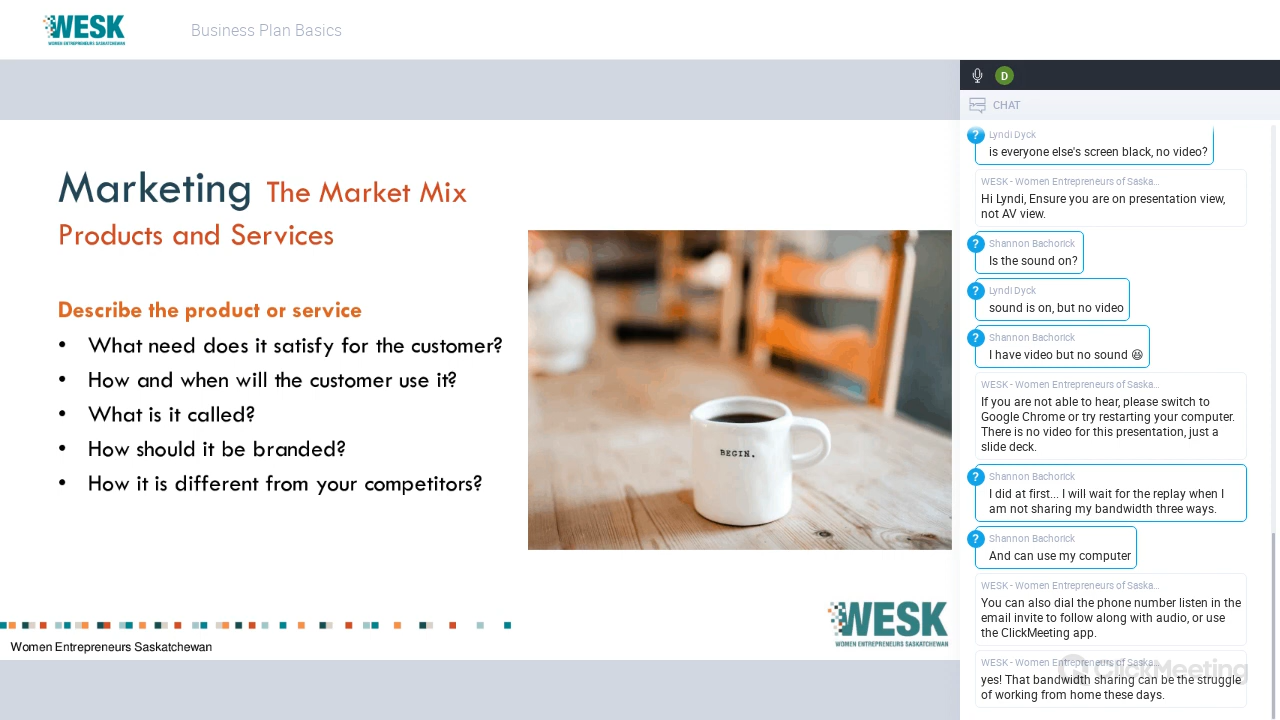 WESK
WOMEN ENTREPRENEURS SASKATCHEWAN
Business Plan Basics
Marketing The Market Mix
Products and Services
Describe the product or service
• What need does it satisfy for the customer?
• How and when will the customer use it?
• What is it called?
• How should it be branded?
• How it is different from your competitors?
BEGIN.
WESK
WOMEN ENTREPRENEURS SASKATCHEWAN
Women Entrepreneurs Saskatchewan
D
CHAT
?
Lyndi Dyck
is everyone else's screen black, no video?
WESK - Women Entrepreneurs of Saska...
Hi Lyndi, Ensure you are on presentation view,
not AV view.
?
Shannon Bachorick
Is the sound on?
?
Lyndi Dyck
sound is on, but no video
?
Shannon Bachorick
I have video but no sound 😆
WESK - Women Entrepreneurs of Saska...
If you are not able to hear, please switch to
Google Chrome or try restarting your computer.
There is no video for this presentation, just a
slide deck.
?
Shannon Bachorick
I did at first... I will wait for the replay when I
am not sharing my bandwidth three ways.
?
Shannon Bachorick
And can use my computer
WESK - Women Entrepreneurs of Saska...
You can also dial the phone number listen in the
email invite to follow along with audio, or use
the ClickMeeting app.
WESK - Women Entrepreneurs of Saska...
yes! That bandwidth sharing can be the struggle
of working from home these days.
ClickMeeting